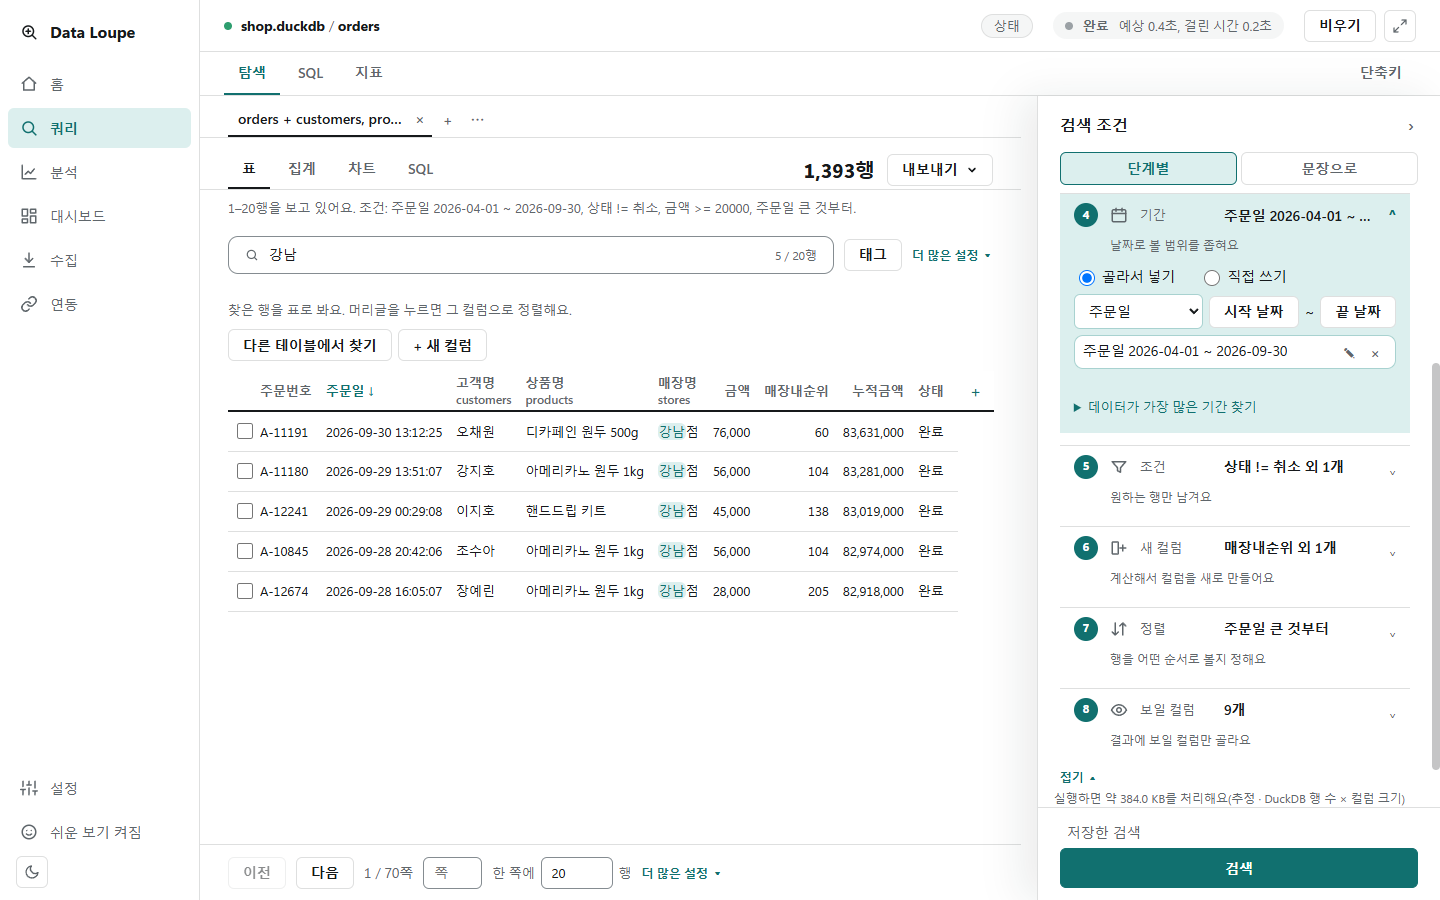 Data Loupe
홈
쿼리
분석
대시보드
수집
연동
설정
쉬운 보기 켜짐
shop.duckdb / orders
상태
완료 예상 0.4초, 걸린 시간 0.2초
비우기
탐색 SQL 지표
단축키
orders + customers, pro... × + ⋯
표 집계 차트 SQL
1,393행
내보내기
1–20행을 보고 있어요. 조건: 주문일 2026-04-01 ~ 2026-09-30, 상태 != 취소, 금액 >= 20000, 주문일 큰 것부터.
강남
5 / 20행
태그
더 많은 설정
찾은 행을 표로 봐요. 머리글을 누르면 그 컬럼으로 정렬해요.
다른 테이블에서 찾기
+ 새 컬럼
주문번호 주문일 ↓ 고객명 customers 상품명 products 매장명 stores 금액 매장내순위 누적금액 상태 +
A-11191 2026-09-30 13:12:25 오채원 디카페인 원두 500g 강남점 76,000 60 83,631,000 완료
A-11180 2026-09-29 13:51:07 강지호 아메리카노 원두 1kg 강남점 56,000 104 83,281,000 완료
A-12241 2026-09-29 00:29:08 이지호 핸드드립 키트 강남점 45,000 138 83,019,000 완료
A-10845 2026-09-28 20:42:06 조수아 아메리카노 원두 1kg 강남점 56,000 104 82,974,000 완료
A-12674 2026-09-28 16:05:07 장예린 아메리카노 원두 1kg 강남점 28,000 205 82,918,000 완료
이전
다음
1 / 70쪽
쪽
한 쪽에
20
행
더 많은 설정
검색 조건
단계별
문장으로
4 기간 주문일 2026-04-01 ~ ...
날짜로 볼 범위를 좁혀요
골라서 넣기 직접 쓰기
주문일
시작 날짜 ~ 끝 날짜
주문일 2026-04-01 ~ 2026-09-30
데이터가 가장 많은 기간 찾기
5 조건 상태 != 취소 외 1개
원하는 행만 남겨요
6 새 컬럼 매장내순위 외 1개
계산해서 컬럼을 새로 만들어요
7 정렬 주문일 큰 것부터
행을 어떤 순서로 볼지 정해요
8 보일 컬럼 9개
결과에 보일 컬럼만 골라요
접기
실행하면 약 384.0 KB를 처리해요(추정 · DuckDB 행 수 × 컬럼 크기)
저장한 검색
검색